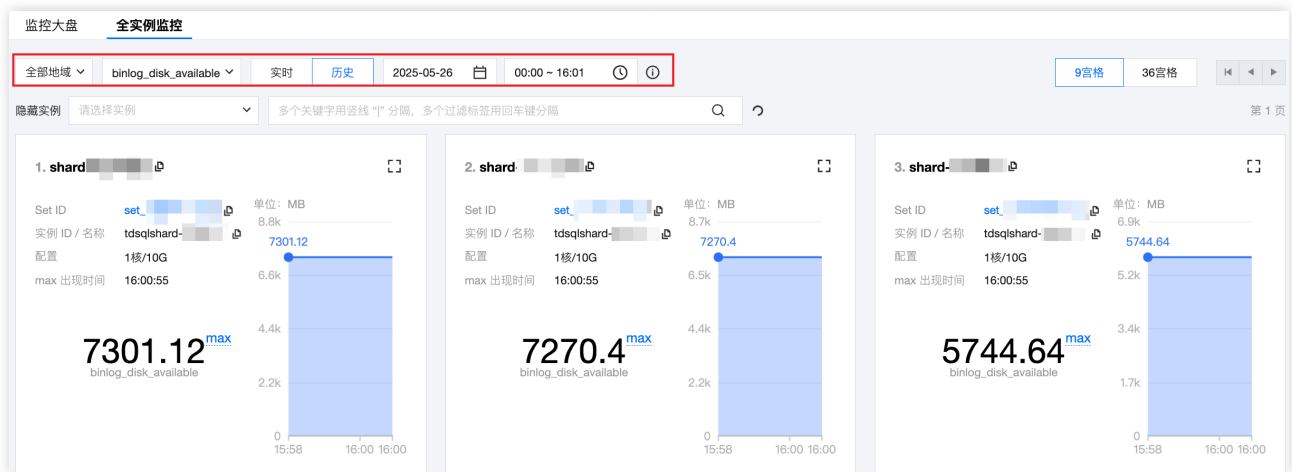 监控大盘 全实例监控
全部地域 binlog_disk_available 实时 历史 2025-05-26 00:00 ~ 16:01 9宫格 36宫格
隐藏实例 请选择实例 多个关键字用竖线 "|" 分隔，多个过滤标签用回车键分隔 第 1 页
1. shard
Set ID set_
实例 ID / 名称 tdsqlshard-
配置 1核/10G
max 出现时间 16:00:55
7301.12 max
binlog_disk_available
单位：MB
8.8k
7301.12
6.6k
4.4k
2.2k
0
15:58 16:00 16:00
2. shard-
Set ID set_
实例 ID / 名称 tdsqlshard-
配置 1核/10G
max 出现时间 16:00:55
7270.4 max
binlog_disk_available
单位：MB
8.7k
7270.4
6.5k
4.4k
2.2k
0
15:58 16:00 16:00
3. shard-
Set ID set_
实例 ID / 名称 tdsqlshard-
配置 1核/10G
max 出现时间 16:00:55
5744.64 max
binlog_disk_available
单位：MB
6.9k
5744.64
5.2k
3.4k
1.7k
0
15:58 16:00 16:00